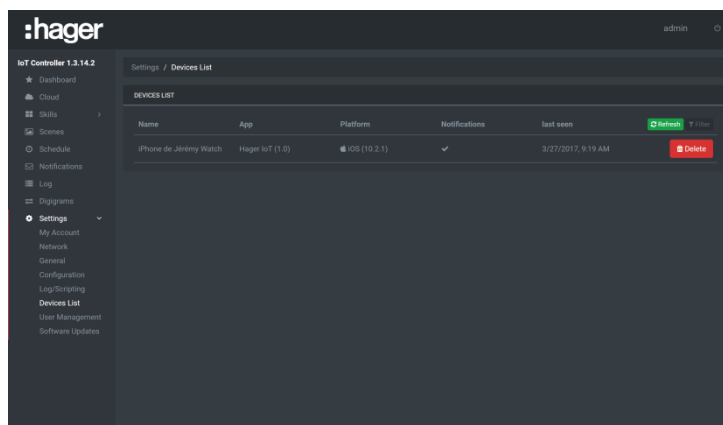 :hager
admin
IoT Controller 1.3.14.2
Dashboard
Cloud
Skills
Scenes
Schedule
Notifications
Log
Digigrams
Settings
My Account
Network
General
Configuration
Log/Scripting
Devices List
User Management
Software Updates
Settings / Devices List
DEVICES LIST
Name App Platform Notifications last seen Refresh Filter
iPhone de Jérémy Watch Hager IoT (1.0) iOS (10.2.1) 3/27/2017, 9:19 AM Delete